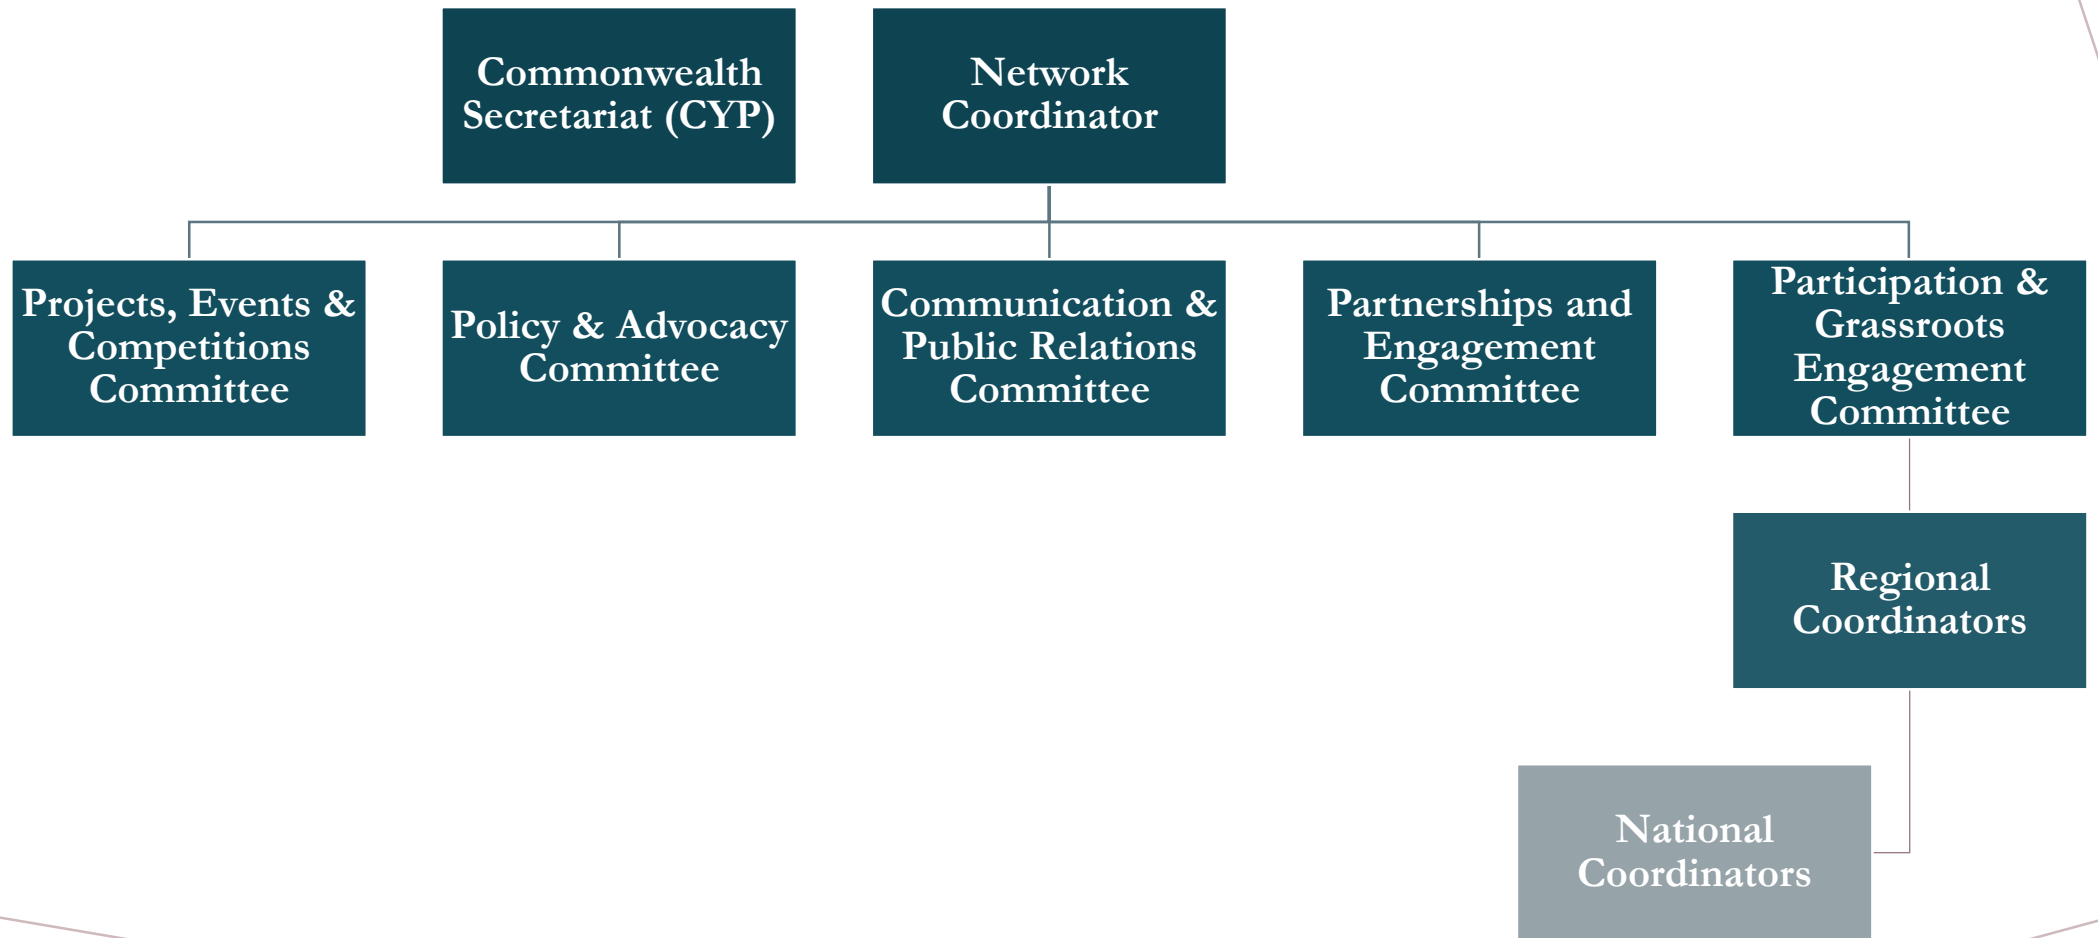 Commonwealth
Secretariat (CYP)
Network
Coordinator
Projects, Events &
Competitions
Committee
Policy & Advocacy
Committee
Communication &
Public Relations
Committee
Partnerships and
Engagement
Committee
Participation &
Grassroots
Engagement
Committee
Regional
Coordinators
National
Coordinators